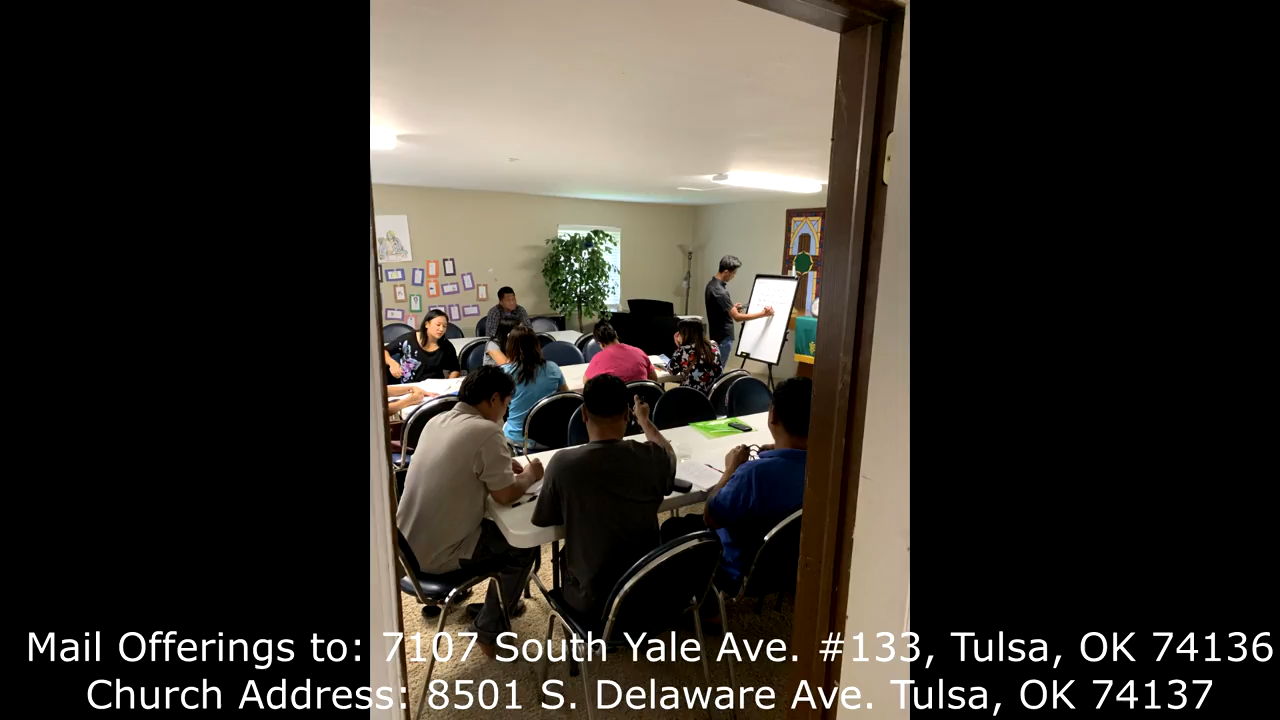 Mail Offerings to: 7107 South Yale Ave. #133, Tulsa, OK 74136
Church Address: 8501 S. Delaware Ave. Tulsa, OK 74137